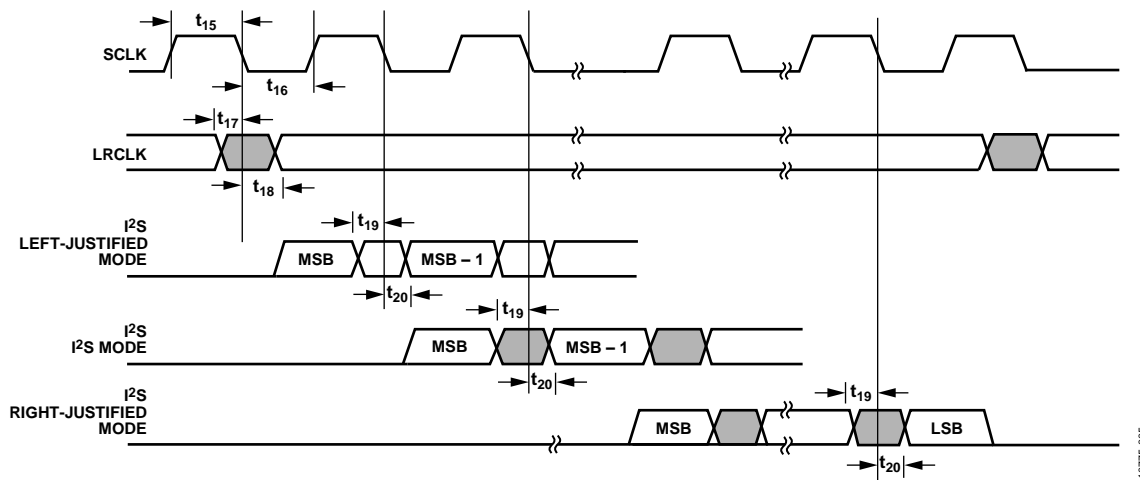 t15
SCLK
t16
t17
LRCLK
t18
I2S
LEFT-JUSTIFIED
MODE
t19
MSB
MSB – 1
t20
I2S
I2S MODE
t19
MSB
MSB – 1
t20
I2S
RIGHT-JUSTIFIED
MODE
t19
MSB
LSB
t20